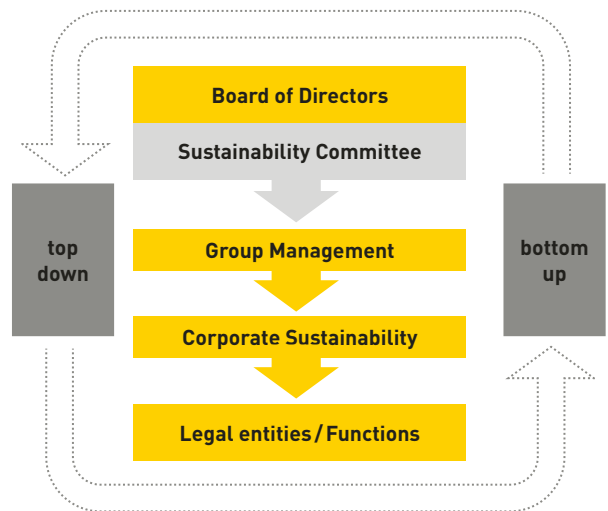 Board of Directors
Sustainability Committee
top
down
Group Management
bottom
up
Corporate Sustainability
Legal entities / Functions